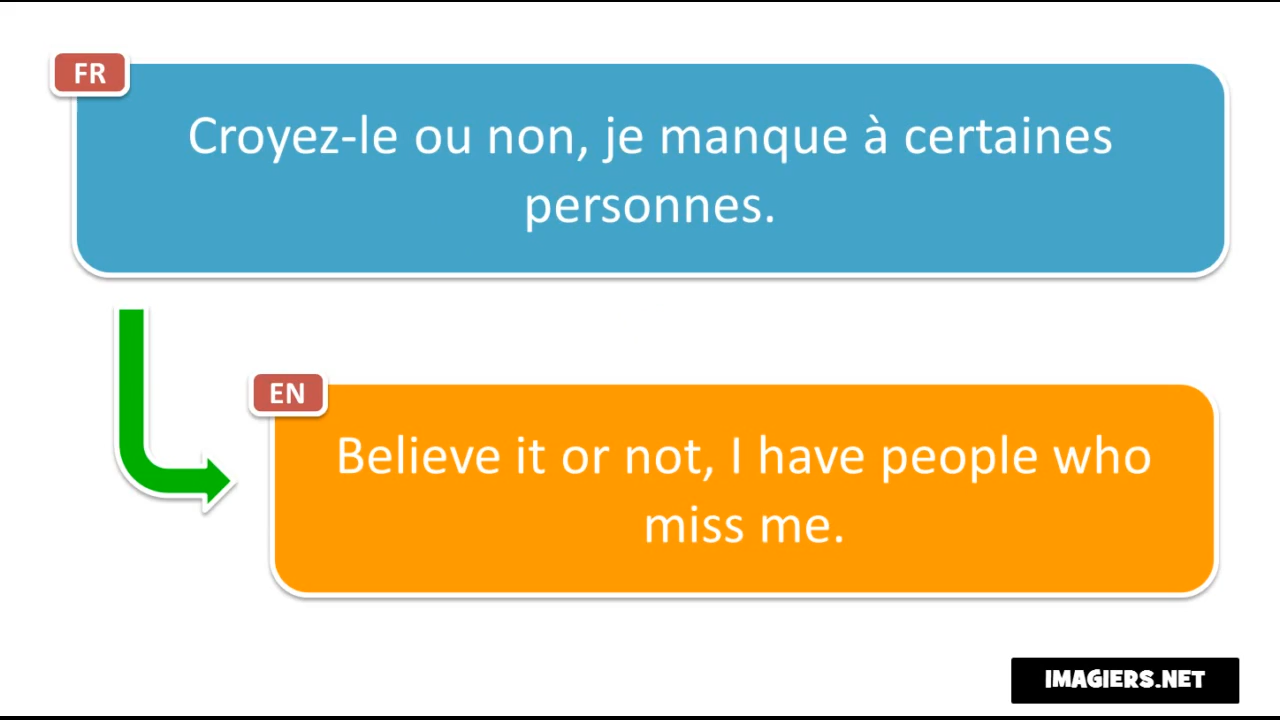 FR
Croyez-le ou non, je manque à certaines
personnes.
EN
Believe it or not, I have people who
miss me.
IMAGIERS.NET